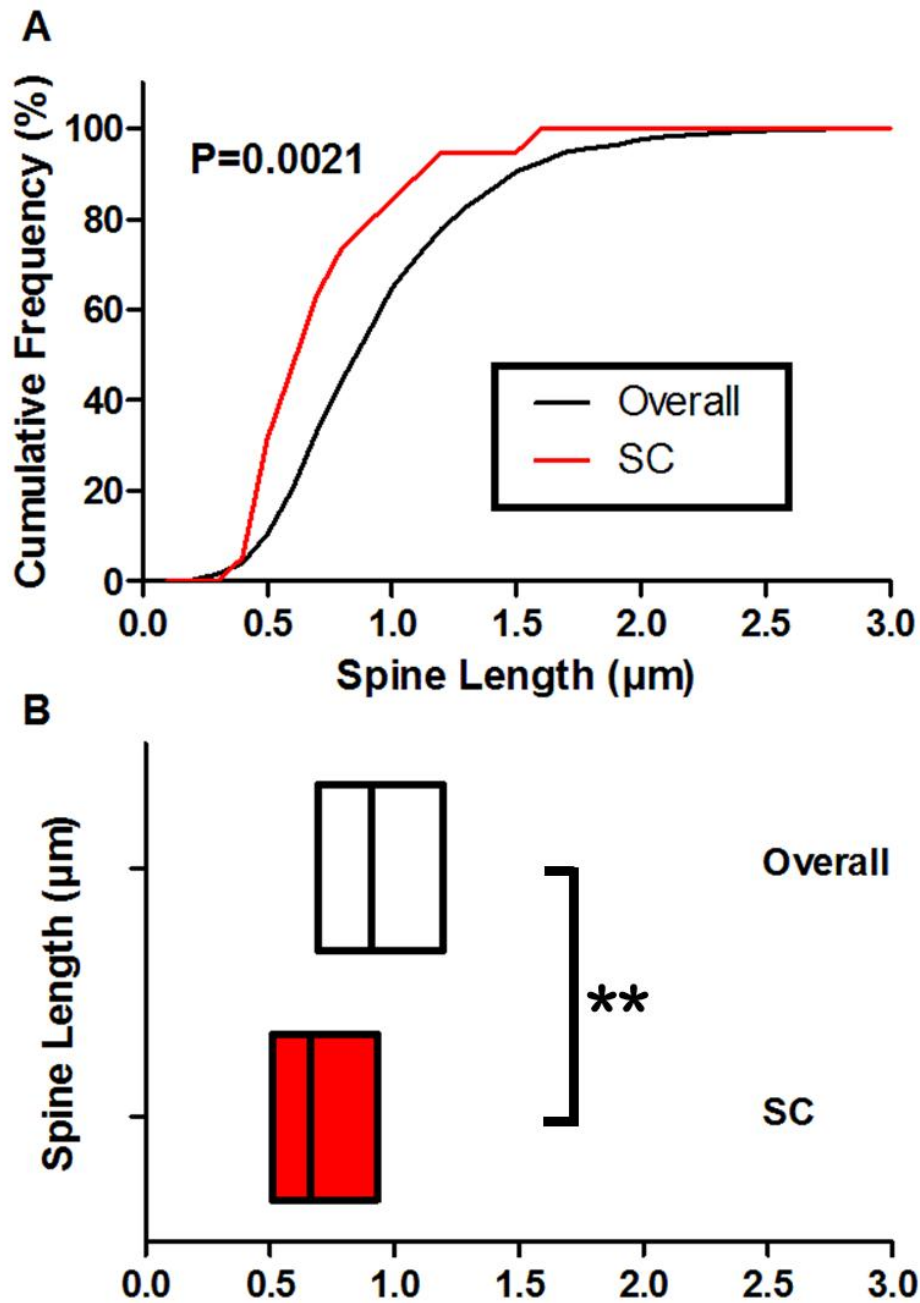 A
Cumulative Frequency (%)
100
80
60
40
20
0
P=0.0021
Overall
SC
0.0 0.5 1.0 1.5 2.0 2.5 3.0
Spine Length (µm)
B
Spine Length (µm)
Overall
**
SC
0.0 0.5 1.0 1.5 2.0 2.5 3.0